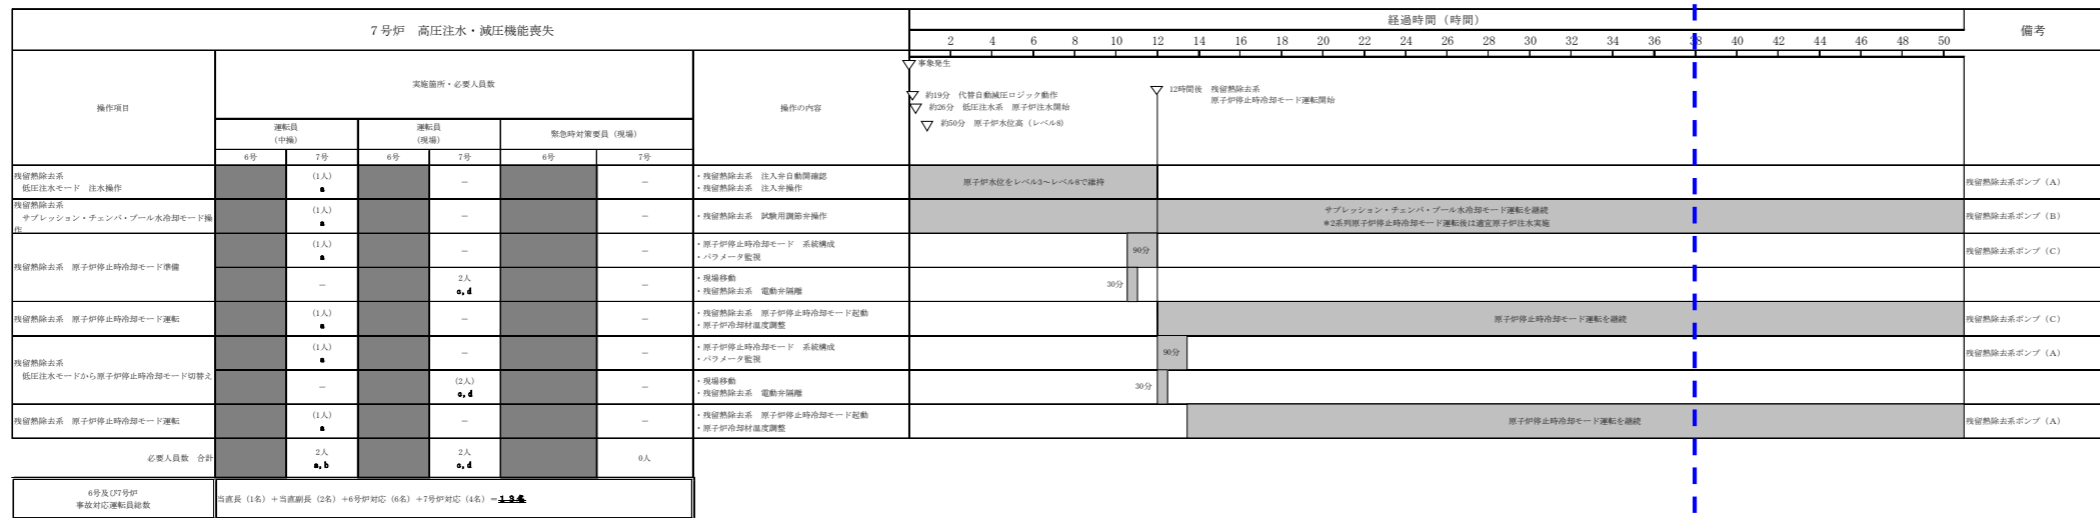 7号炉 高圧注水・減圧機能喪失
経過時間（時間）
備考
2 4 6 8 10 12 14 16 18 20 22 24 26 28 30 32 34 36 38 40 42 44 46 48 50
操作項目
実施箇所・必要人員数
操作の内容
運転員
（中操）
運転員
（現場）
緊急時対策要員（現場）
6号 7号 6号 7号 6号 7号
事象発生
約19分 代替自動減圧ロジック動作
約26分 低圧注水系 原子炉注水開始
約50分 原子炉水位高（レベル8）
12時間後 残留熱除去系
原子炉停止時冷却モード運転開始
残留熱除去系
低圧注水モード 注水操作
（1人）
a
－
－
・残留熱除去系 注入弁自動開確認
・残留熱除去系 注入弁操作
原子炉水位をレベル3～レベル8で維持
残留熱除去系ポンプ（A）
残留熱除去系
サプレッション・チェンバ・プール水冷却モード操作
（1人）
a
－
－
・残留熱除去系 試験用調節弁操作
サプレッション・チェンバ・プール水冷却モード運転を継続
*2系列原子炉停止時冷却モード運転後は適宜原子炉注水実施
残留熱除去系ポンプ（B）
残留熱除去系 原子炉停止時冷却モード準備
（1人）
a
－
－
・原子炉停止時冷却モード 系統構成
・パラメータ監視
90分
残留熱除去系ポンプ（C）
－
2人
c,d
－
・現場移動
・残留熱除去系 電動弁隔離
30分
残留熱除去系 原子炉停止時冷却モード運転
（1人）
a
－
－
・残留熱除去系 原子炉停止時冷却モード起動
・原子炉冷却材温度調整
原子炉停止時冷却モード運転を継続
残留熱除去系ポンプ（C）
残留熱除去系
低圧注水モードから原子炉停止時冷却モード切替え
（1人）
a
－
－
・原子炉停止時冷却モード 系統構成
・パラメータ監視
90分
残留熱除去系ポンプ（A）
－
（2人）
c,d
－
・現場移動
・残留熱除去系 電動弁隔離
30分
残留熱除去系 原子炉停止時冷却モード運転
（1人）
a
－
－
・残留熱除去系 原子炉停止時冷却モード起動
・原子炉冷却材温度調整
原子炉停止時冷却モード運転を継続
残留熱除去系ポンプ（A）
必要人員数 合計
2人
a,b
2人
c,d
0人
6号及び7号炉
事故対応運転員総数
当直長（1名）＋当直副長（2名）＋6号炉対応（6名）＋7号炉対応（4名）＝13名